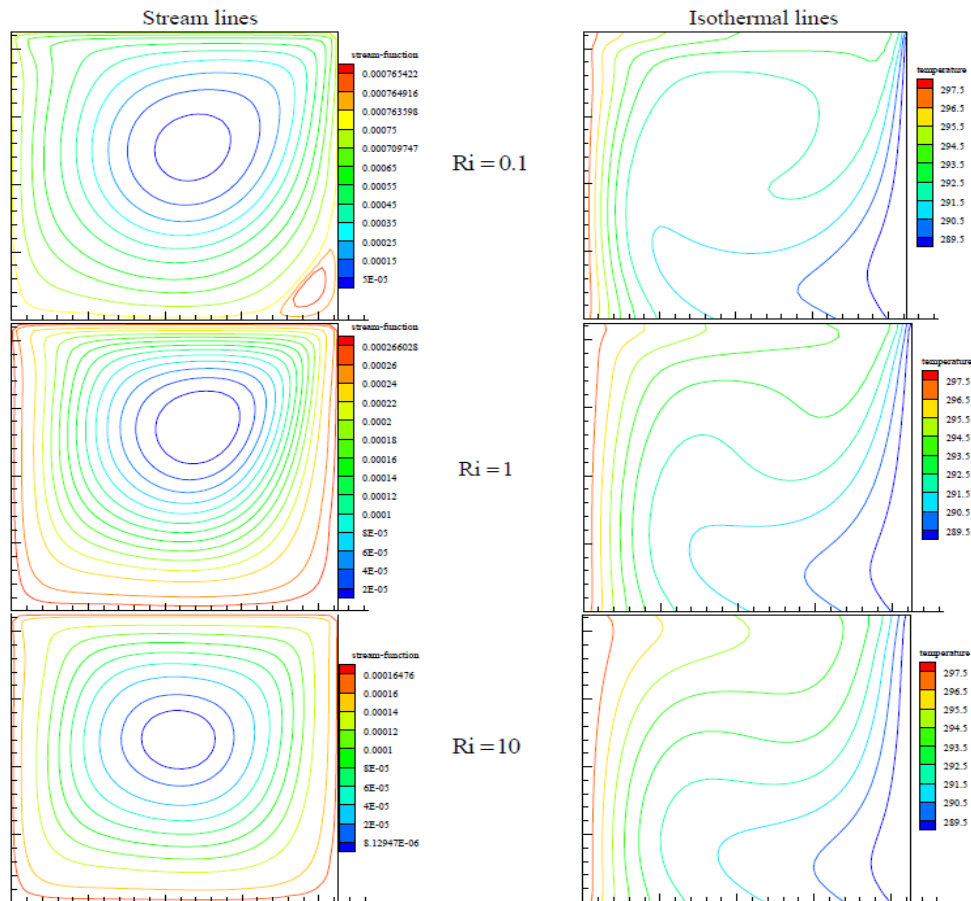 Stream lines
Isothermal lines
stream-function
0.000765422
0.000764916
0.000763598
0.00075
0.000709747
0.00065
0.00055
0.00045
0.00035
0.00025
0.00015
5E-05
Ri = 0.1
temperature
297.5
296.5
295.5
294.5
293.5
292.5
291.5
290.5
289.5
stream-function
0.000266028
0.00026
0.00024
0.00022
0.0002
0.00018
0.00016
0.00014
0.00012
0.0001
8E-05
6E-05
4E-05
2E-05
Ri = 1
temperature
297.5
296.5
295.5
294.5
293.5
292.5
291.5
290.5
289.5
stream-function
0.00016476
0.00016
0.00014
0.00012
0.0001
8E-05
6E-05
4E-05
2E-05
8.12947E-06
Ri = 10
temperature
297.5
296.5
295.5
294.5
293.5
292.5
291.5
290.5
289.5